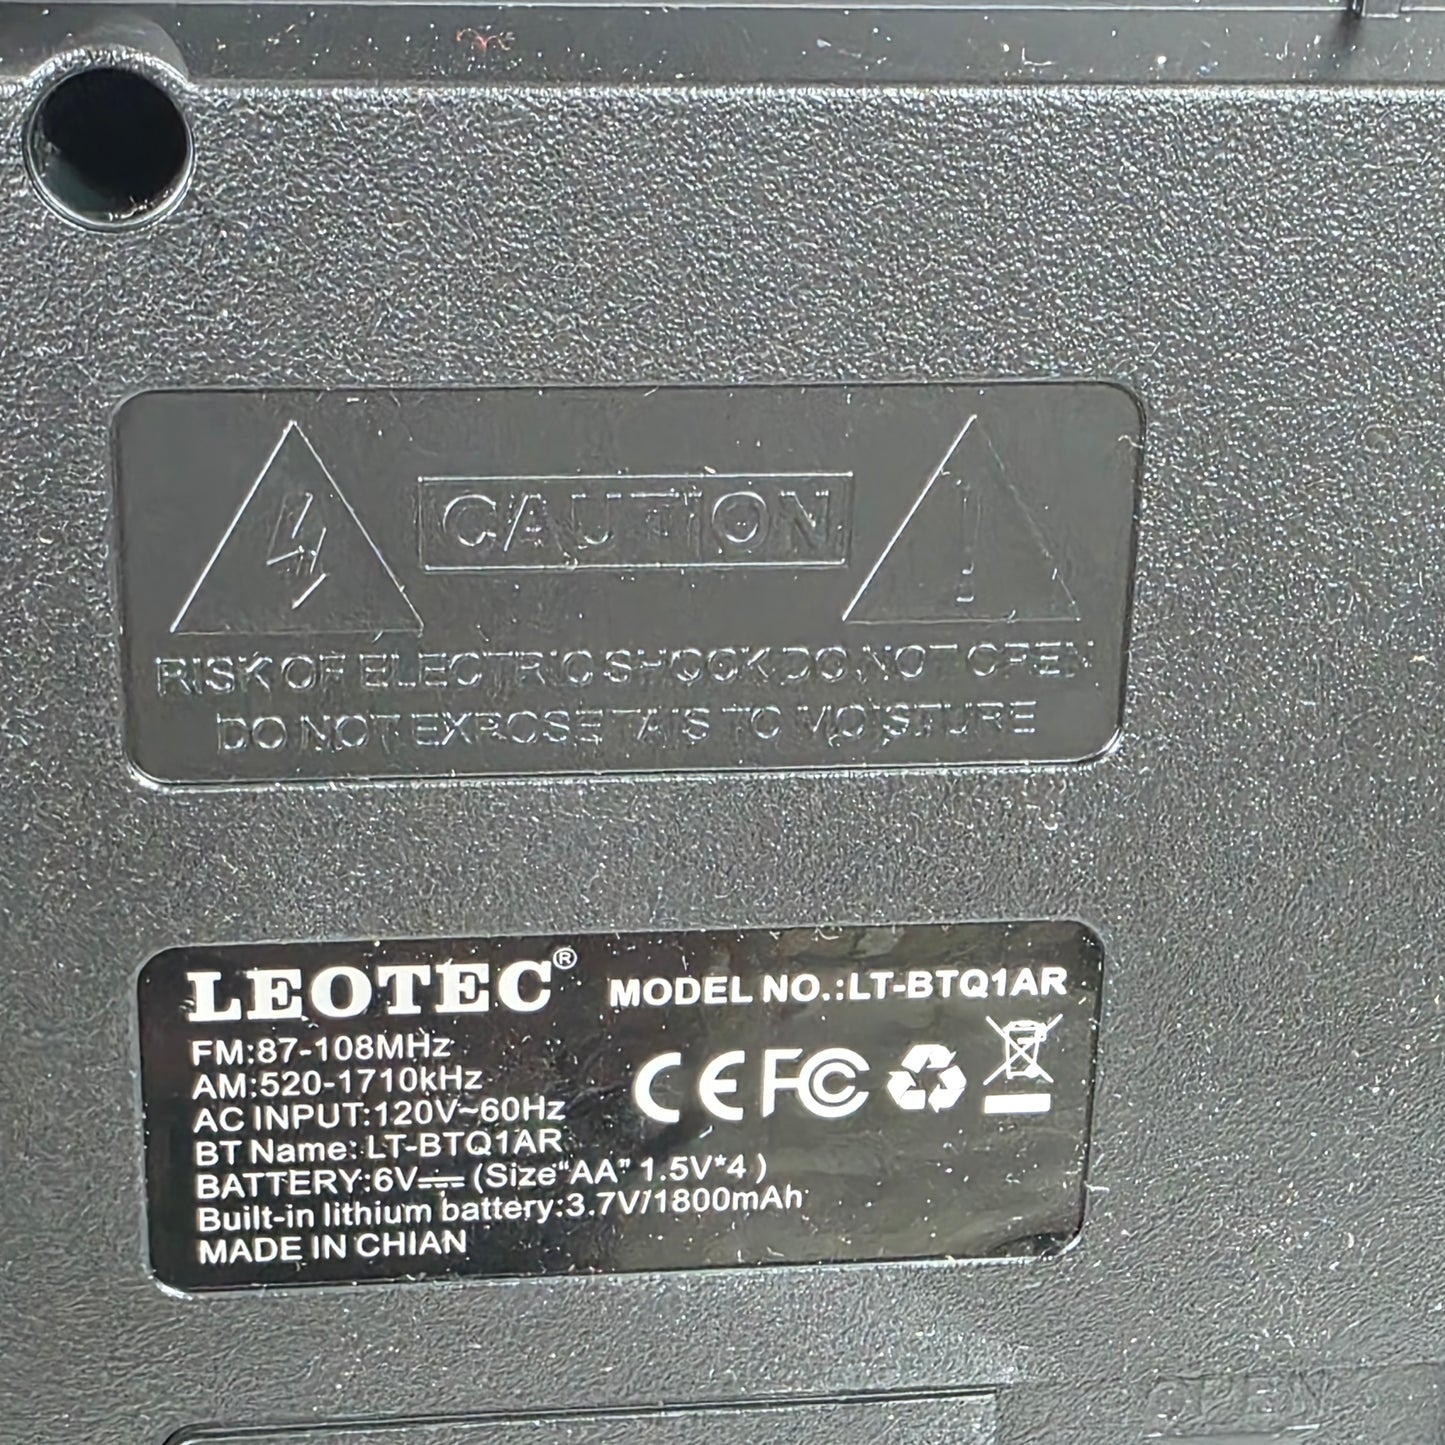 CAUTION
RISK OF ELECTRIC SHOCK DO NOT OPEN
DO NOT EXPOSE TAIS TO MOISTURE
LEOTEC®
MODEL NO.:LT-BTQ1AR
FM:87-108MHz
AM:520-1710kHz
AC INPUT:120V~60Hz
BT Name: LT-BTQ1AR
BATTERY:6V⎓ (Size“AA” 1.5V*4 )
Built-in lithium battery:3.7V/1800mAh
MADE IN CHIAN
CE FC
OPEN